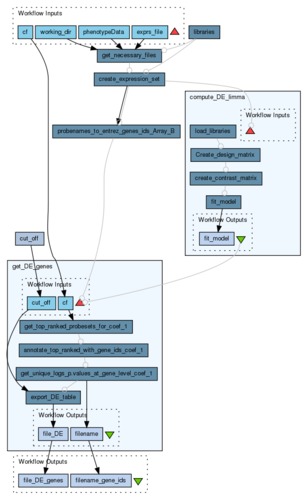 Workflow Inputs
cf
working_dir
phenotypeData
exprs_file
libraries
get_necessary_files
create_expression_set
probenames_to_entrez_genes_ids_Array_B
compute_DE_limma
Workflow Inputs
load_libraries
Create_design_matrix
create_contrast_matrix
fit_model
Workflow Outputs
fit_model
cut_off
get_DE_genes
Workflow Inputs
cut_off
cf
get_top_ranked_probesets_for_coef_1
annotate_top_ranked_with_gene_ids_coef_1
get_unique_logs_p.values_at_gene_level_coef_1
export_DE_table
Workflow Outputs
file_DE
filename
Workflow Outputs
file_DE_genes
filename_gene_ids